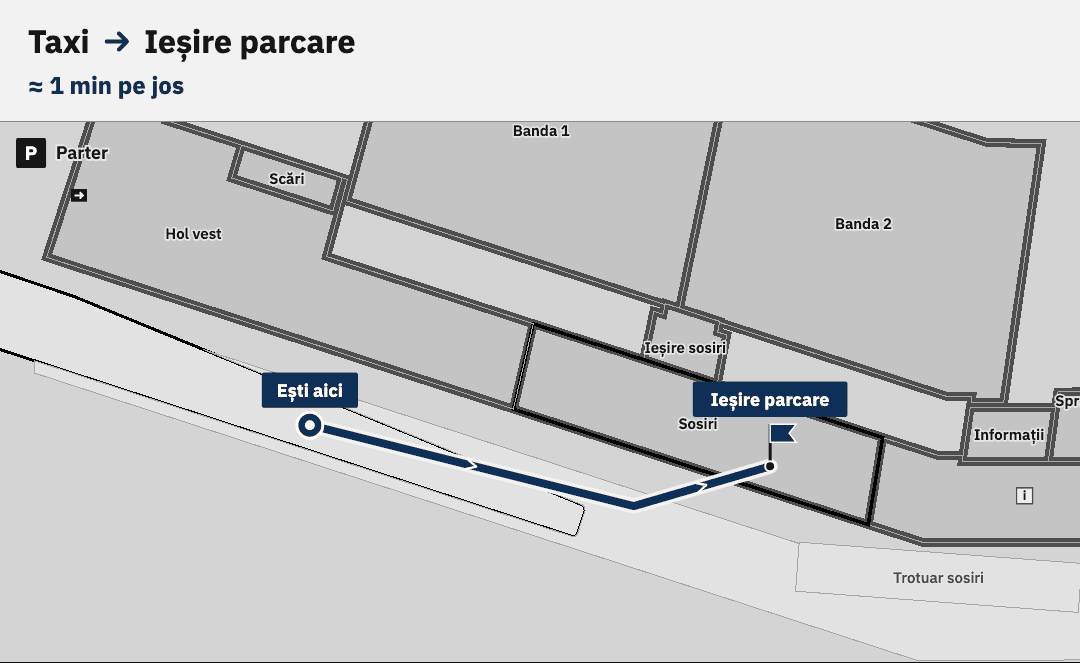 Taxi → Ieșire parcare
≈ 1 min pe jos
Banda 1
P Parter
Scări
Banda 2
Hol vest
Ieșire sosiri
Ești aici
Ieșire parcare
Spr
Sosiri
Informații
i
Trotuar sosiri